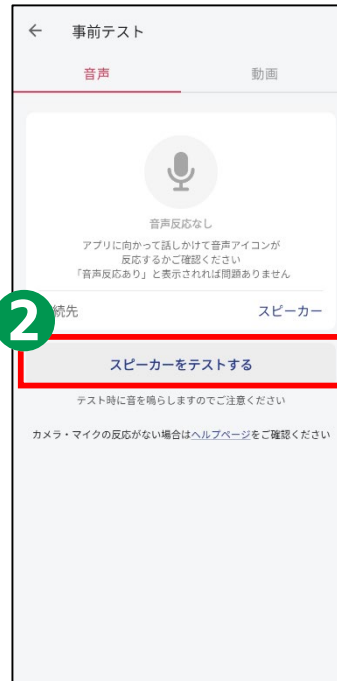 ← 事前テスト
音声 動画
音声反応なし
アプリに向かって話しかけて音声アイコンが
反応するかご確認ください
「音声反応あり」と表示されれば問題ありません
2
続先 スピーカー
スピーカーをテストする
テスト時に音を鳴らしますのでご注意ください
カメラ・マイクの反応がない場合はヘルプページをご確認ください